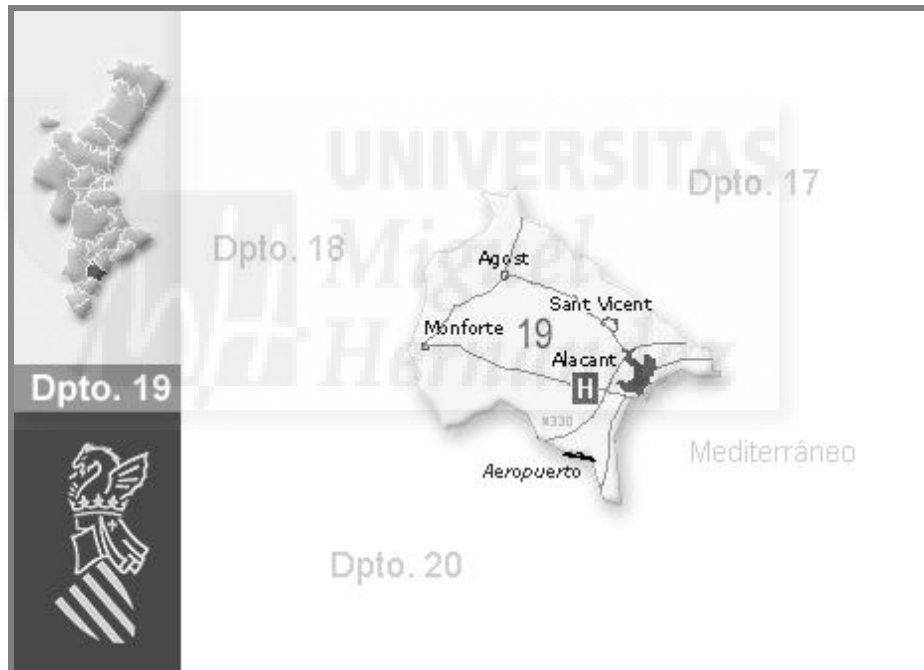 UNIVERSITAS
Miguel
Hernández
Dpto. 17
Dpto. 18
Agost
Sant Vicent
Monforte
19
Alacant
H
Dpto. 19
N330
Mediterráneo
Aeropuerto
Dpto. 20